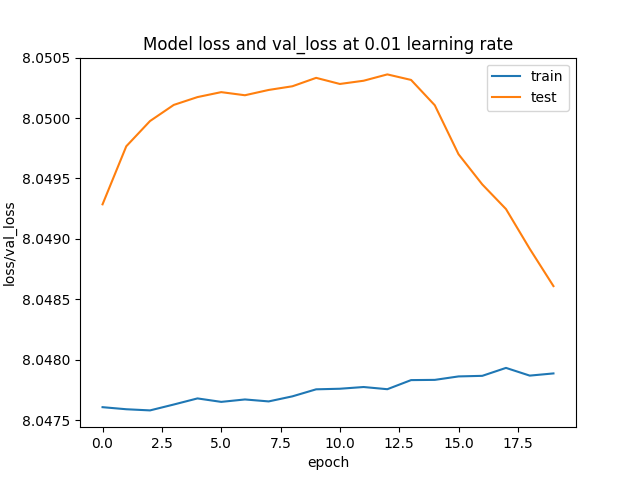 Model loss and val_loss at 0.01 learning rate
8.0505
8.0500
8.0495
8.0490
8.0485
8.0480
8.0475
loss/val_loss
train
test
0.0 2.5 5.0 7.5 10.0 12.5 15.0 17.5
epoch